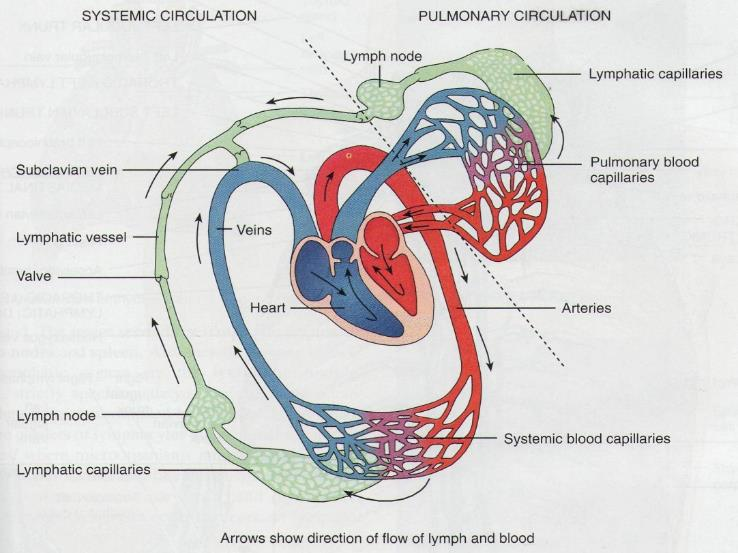 SYSTEMIC CIRCULATION
PULMONARY CIRCULATION
Lymph node
Lymphatic capillaries
Subclavian vein
Pulmonary blood
capillaries
Lymphatic vessel
Veins
Valve
Heart
Arteries
Lymph node
Systemic blood capillaries
Lymphatic capillaries
Arrows show direction of flow of lymph and blood